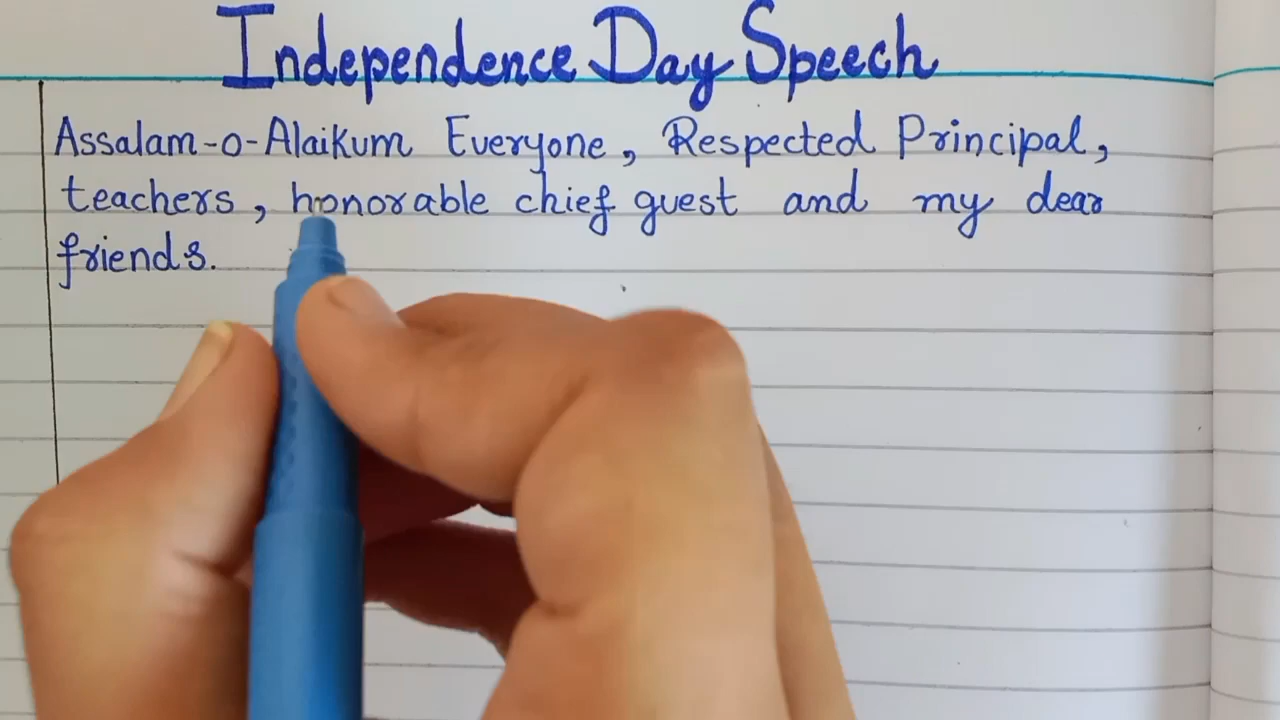 Independence Day Speech
Assalam-o-Alaikum Everyone, Respected Principal,
teachers, honorable chief guest and my dear
friends.